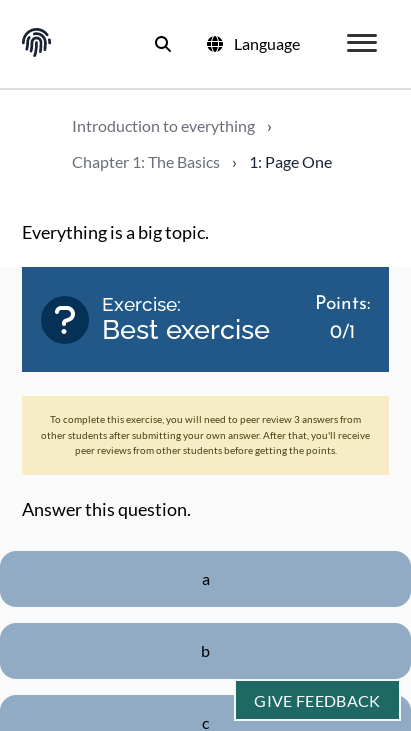 Language
Introduction to everything ›
Chapter 1: The Basics › 1: Page One
Everything is a big topic.
Exercise:
Best exercise
Points:
0/1
To complete this exercise, you will need to peer review 3 answers from
other students after submitting your own answer. After that, you'll receive
peer reviews from other students before getting the points.
Answer this question.
a
b
c
GIVE FEEDBACK